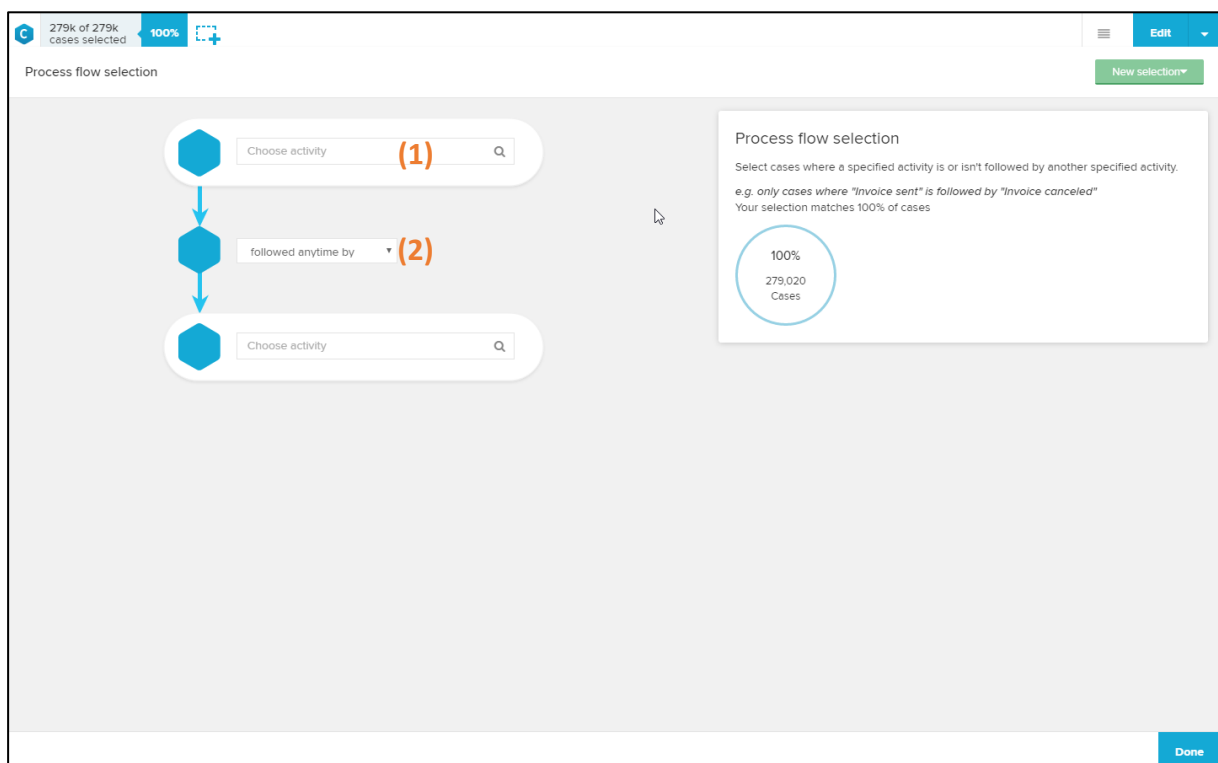 C
279k of 279k
cases selected
100%
Edit
Process flow selection
New selection
Choose activity
(1)
followed anytime by
(2)
Choose activity
Process flow selection
Select cases where a specified activity is or isn't followed by another specified activity.
e.g. only cases where "Invoice sent" is followed by "Invoice canceled"
Your selection matches 100% of cases
100%
279,020
Cases
Done